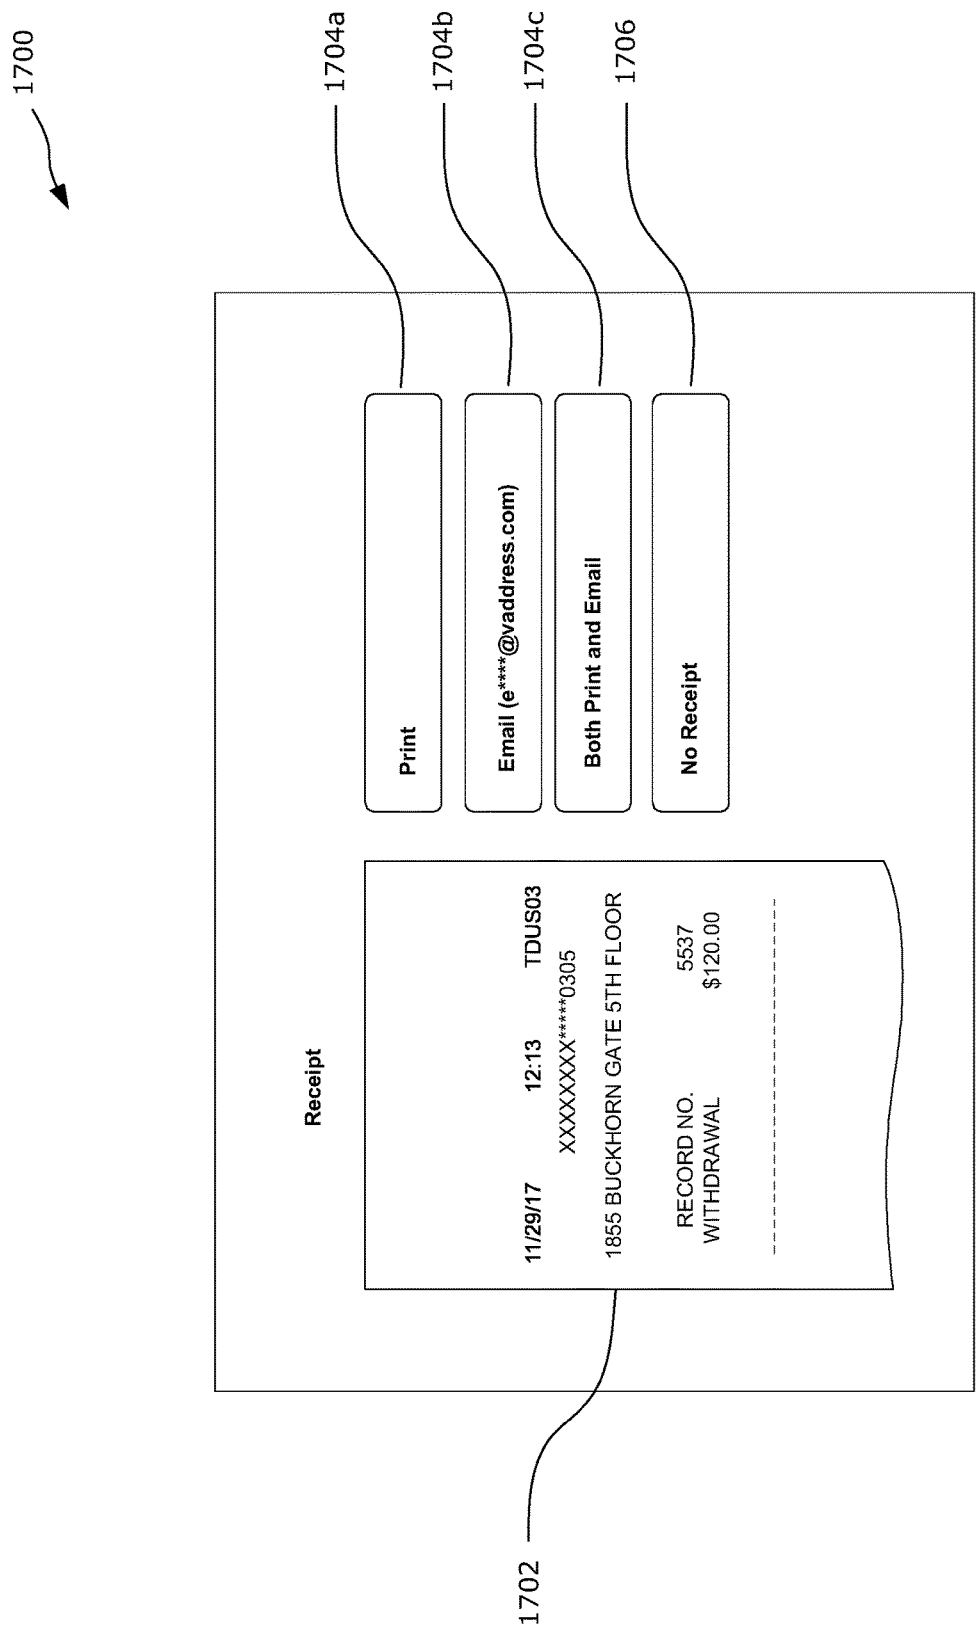 1700
Receipt
11/29/17 12:13 TDUS03
XXXXXXXX*****0305
1855 BUCKHORN GATE 5TH FLOOR
RECORD NO. 5537
WITHDRAWAL $120.00
1702
Print
1704a
Email (e****@vaddress.com)
1704b
Both Print and Email
1704c
No Receipt
1706